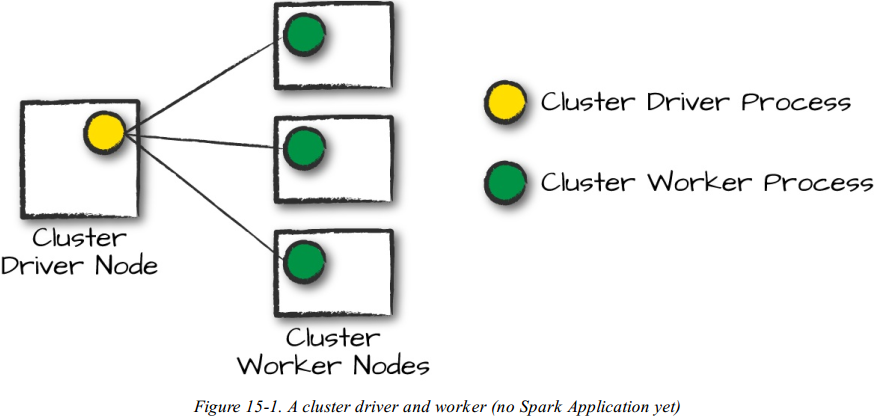 Cluster Driver Process
Cluster Worker Process
Cluster
Driver Node
Cluster
Worker Nodes
Figure 15-1. A cluster driver and worker (no Spark Application yet)